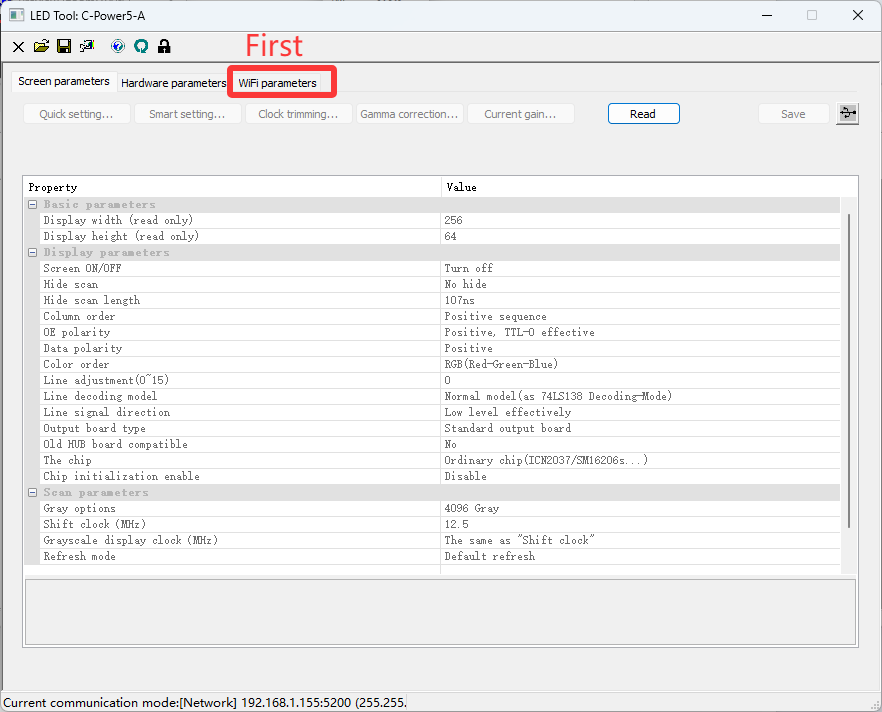 LED Tool: C-Power5-A
First
Screen parameters Hardware parameters WiFi parameters
Quick setting... Smart setting... Clock trimming... Gamma correction... Current gain... Read Save
Property Value
Basic parameters
Display width (read only) 256
Display height (read only) 64
Display parameters
Screen ON/OFF Turn off
Hide scan No hide
Hide scan length 107ns
Column order Positive sequence
OE polarity Positive, TTL-0 effective
Data polarity Positive
Color order RGB(Red-Green-Blue)
Line adjustment(0~15) 0
Line decoding model Normal model(as 74LS138 Decoding-Mode)
Line signal direction Low level effectively
Output board type Standard output board
Old HUB board compatible No
The chip Ordinary chip(ICN2037/SM16206s...)
Chip initialization enable Disable
Scan parameters
Gray options 4096 Gray
Shift clock (MHz) 12.5
Grayscale display clock (MHz) The same as "Shift clock"
Refresh mode Default refresh
Current communication mode:[Network] 192.168.1.155:5200 (255.255.